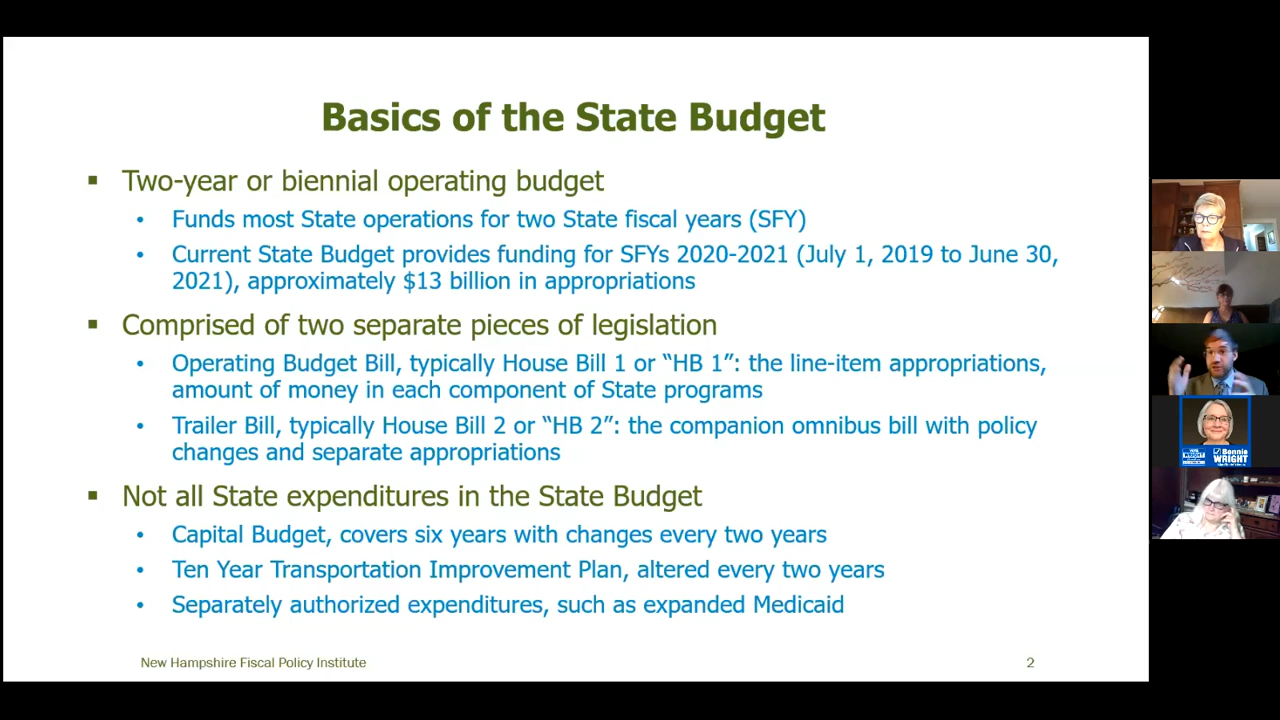 Basics of the State Budget
▪ Two-year or biennial operating budget
• Funds most State operations for two State fiscal years (SFY)
• Current State Budget provides funding for SFYs 2020-2021 (July 1, 2019 to June 30,
2021), approximately $13 billion in appropriations
▪ Comprised of two separate pieces of legislation
• Operating Budget Bill, typically House Bill 1 or “HB 1”: the line-item appropriations,
amount of money in each component of State programs
• Trailer Bill, typically House Bill 2 or “HB 2”: the companion omnibus bill with policy
changes and separate appropriations
▪ Not all State expenditures in the State Budget
• Capital Budget, covers six years with changes every two years
• Ten Year Transportation Improvement Plan, altered every two years
• Separately authorized expenditures, such as expanded Medicaid
New Hampshire Fiscal Policy Institute
2
WRIGHT
Bonnie
WRIGHT